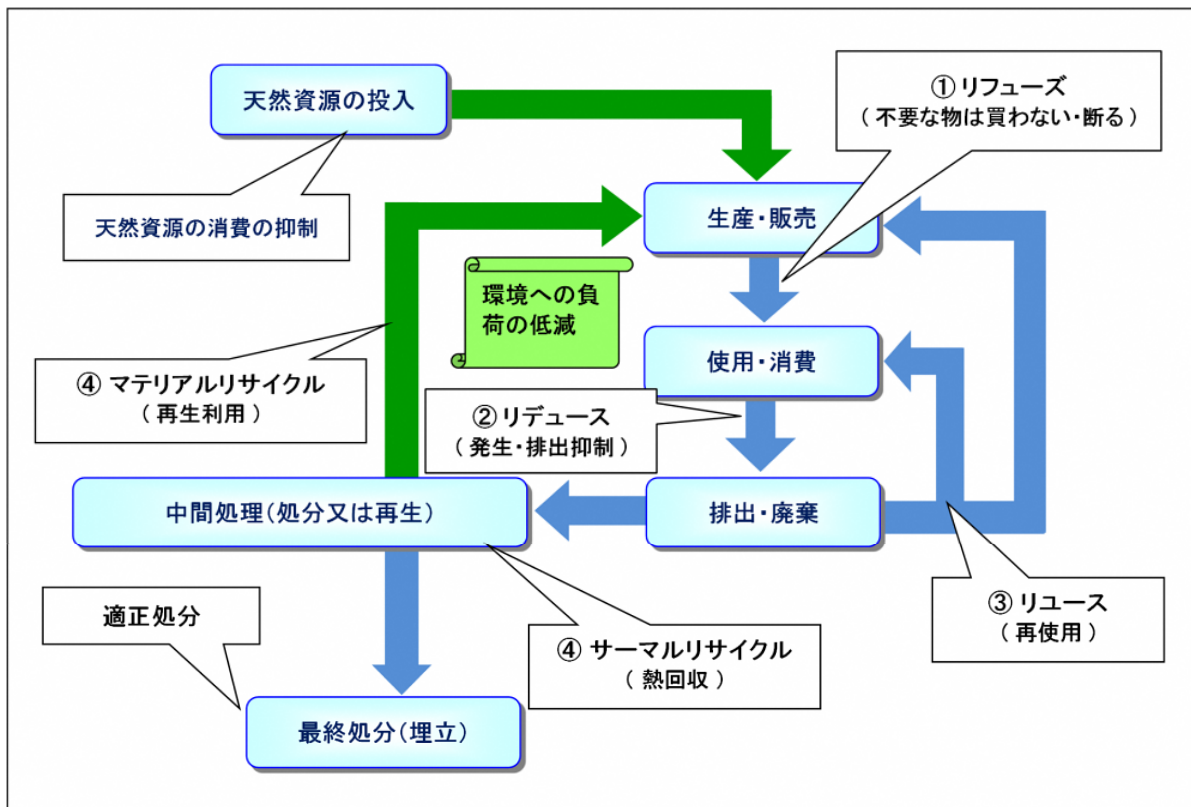 天然資源の投入
① リフューズ
( 不要な物は買わない・断る )
天然資源の消費の抑制
生産・販売
環境への負
荷の低減
使用・消費
④ マテリアルリサイクル
( 再生利用 )
② リデュース
( 発生・排出抑制 )
中間処理(処分又は再生)
排出・廃棄
適正処分
④ サーマルリサイクル
( 熱回収 )
③ リユース
( 再使用 )
最終処分(埋立)